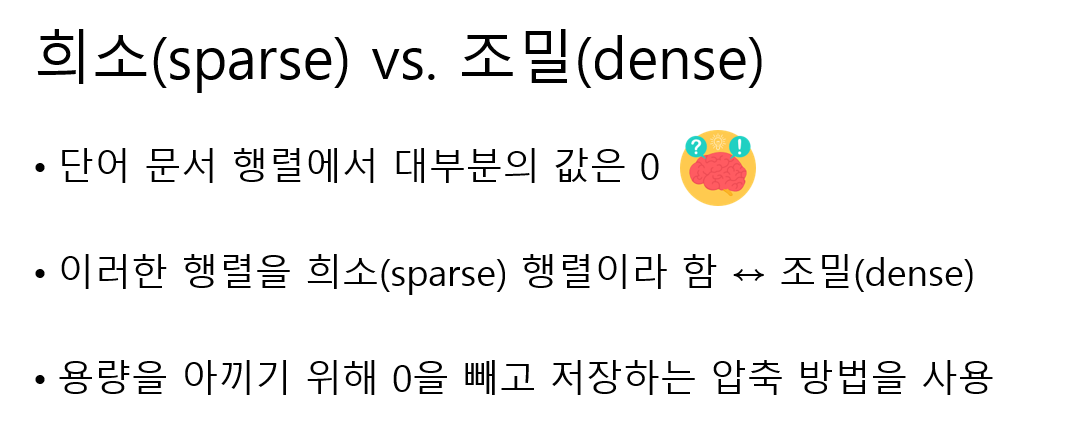 희소(sparse) vs. 조밀(dense)
• 단어 문서 행렬에서 대부분의 값은 0
? !
• 이러한 행렬을 희소(sparse) 행렬이라 함 ↔ 조밀(dense)
• 용량을 아끼기 위해 0을 빼고 저장하는 압축 방법을 사용